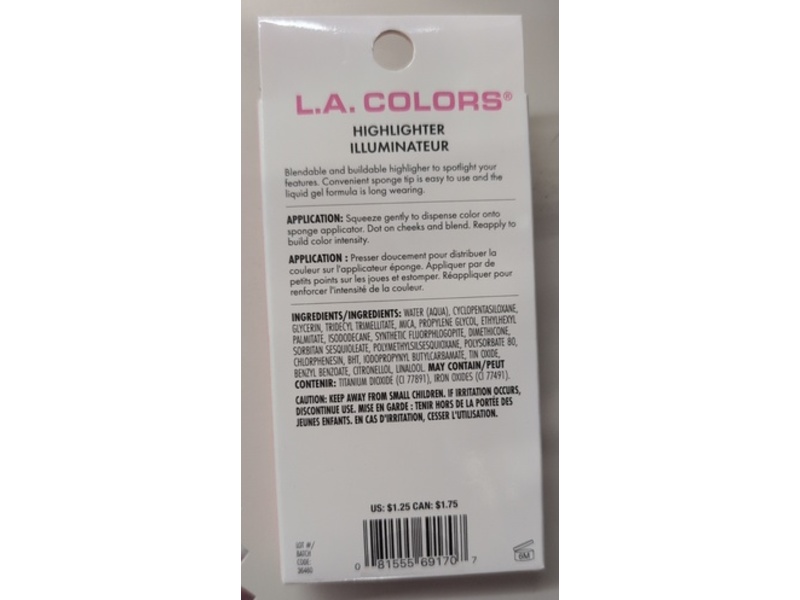 L.A. COLORS®
HIGHLIGHTER
ILLUMINATEUR
Blendable and buildable highligher to spotlight your
features. Convenient sponge tip is easy to use and the
liquid gel formula is long wearing.
APPLICATION: Squeeze gently to dispense color onto
sponge applicator. Dot on cheeks and blend. Reapply to
build color intensity.
APPLICATION : Presser doucement pour distribuer la
couleur sur l'applicateur éponge. Appliquer par de
petits points sur les joues et estomper. Réappliquer pour
renforcer l'intensité de la couleur.
INGREDIENTS/INGREDIENTS: WATER (AQUA), CYCLOPENTASILOXANE,
GLYCERIN, TRIDECYL TRIMELLITATE, MICA, PROPYLENE GLYCOL, ETHYLHEXYL
PALMITATE, ISODODECANE, SYNTHETIC FLUORPHLOGOPITE, DIMETHICONE,
SORBITAN SESQUIOLEATE, POLYMETHYLSILSESQUIOXANE, POLYSORBATE 80,
CHLORPHENESIN, BHT, IODOPROPYNYL BUTYLCARBAMATE, TIN OXIDE,
BENZYL BENZOATE, CITRONELLOL, LINALOOL. MAY CONTAIN/PEUT
CONTENIR: TITANIUM DIOXIDE (CI 77891), IRON OXIDES (CI 77491).
CAUTION: KEEP AWAY FROM SMALL CHILDREN. IF IRRITATION OCCURS,
DISCONTINUE USE. MISE EN GARDE : TENIR HORS DE LA PORTÉE DES
JEUNES ENFANTS. EN CAS D'IRRITATION, CESSER L'UTILISATION.
US: $1.25 CAN: $1.75
LOT #/
BATCH
CODE:
0 81555 69170 7
6M